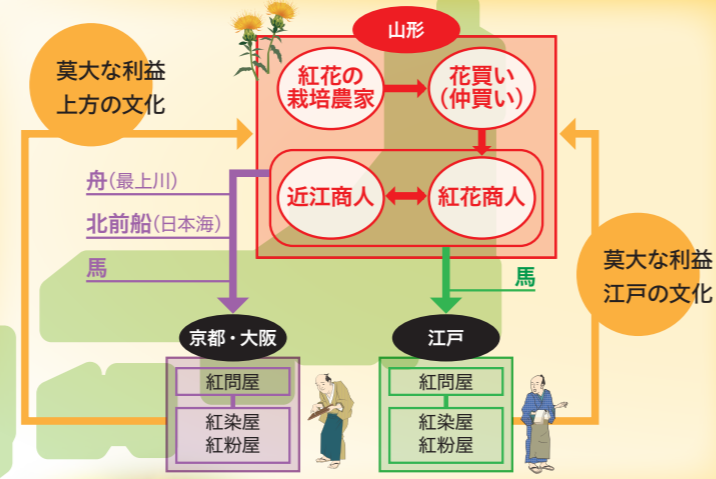 山形
紅花の
栽培農家
花買い
(仲買い)
近江商人
紅花商人
莫大な利益
上方の文化
舟(最上川)
北前船(日本海)
馬
馬
莫大な利益
江戸の文化
京都・大阪
紅問屋
紅染屋
紅粉屋
江戸
紅問屋
紅染屋
紅粉屋